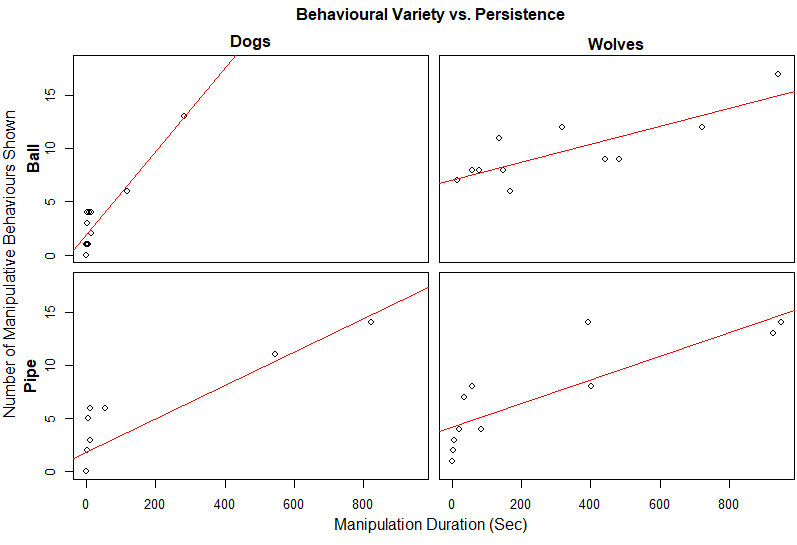 Behavioural Variety vs. Persistence
Dogs
Wolves
Number of Manipulative Behaviours Shown
Ball
15
10
5
0
Pipe
15
10
5
0
0 200 400 600 800
0 200 400 600 800
Manipulation Duration (Sec)